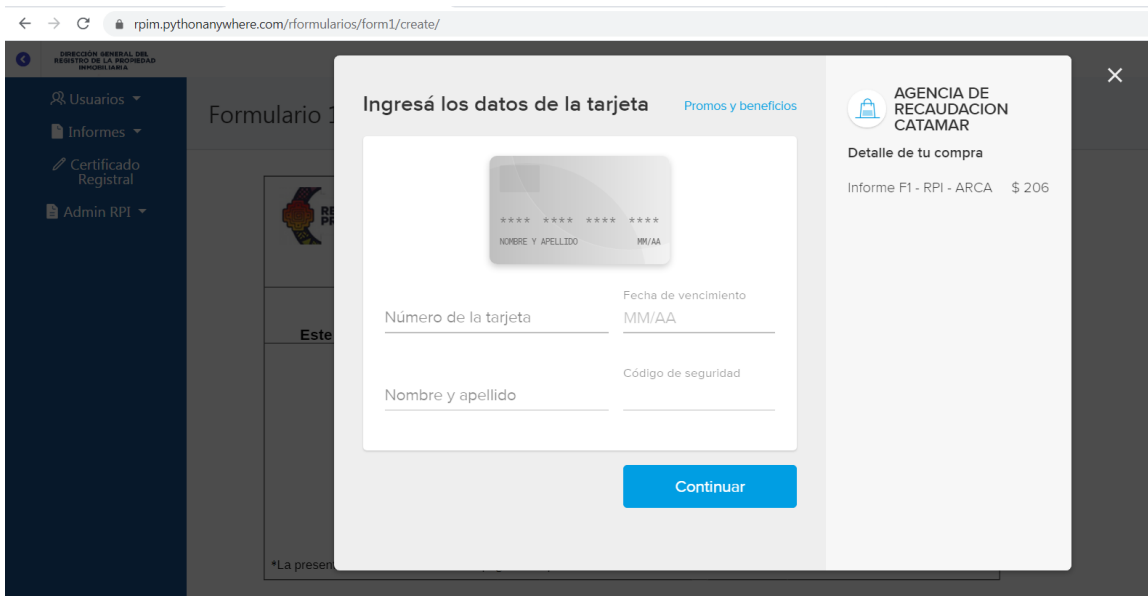 rpim.pythonanywhere.com/rformularios/form1/create/
DIRECCIÓN GENERAL DEL
REGISTRO DE LA PROPIEDAD
INMOBILIARIA
Usuarios
Informes
Certificado
Registral
Admin RPI
Formulario 1
RE
PR
Este
*La presen
Ingresá los datos de la tarjeta
Promos y beneficios
**** **** **** ****
NOMBRE Y APELLIDO MM/AA
Número de la tarjeta
Fecha de vencimiento
MM/AA
Nombre y apellido
Código de seguridad
Continuar
AGENCIA DE
RECAUDACION
CATAMAR
Detalle de tu compra
Informe F1 - RPI - ARCA $ 206